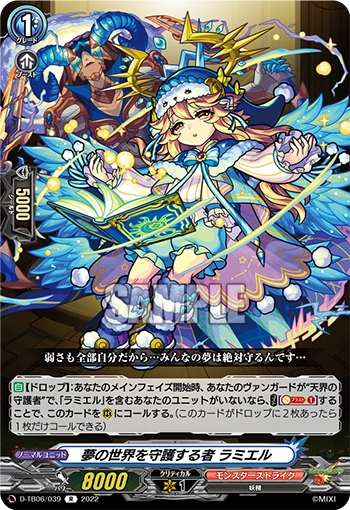 1
グレード
ブースト
5000
シールド
SAMPLE
弱さも全部自分だから…みんなの夢は絶対守るんです…
自【ドロップ】:あなたのメインフェイズ開始時、あなたのヴァンガードが"天界の
守護者"で、「ラミエル」を含むあなたのユニットがいないなら、【コスト】[ブラスト1]する
ことで、このカードをRにコールする。(このカードがドロップに2枚あったら
1枚だけコールできる)
ノーマルユニット
夢の世界を守護する者 ラミエル
パワー
8000
クリティカル
1
モンスターストライク
妖精
D-TB06/039 R 2022
©MIXI